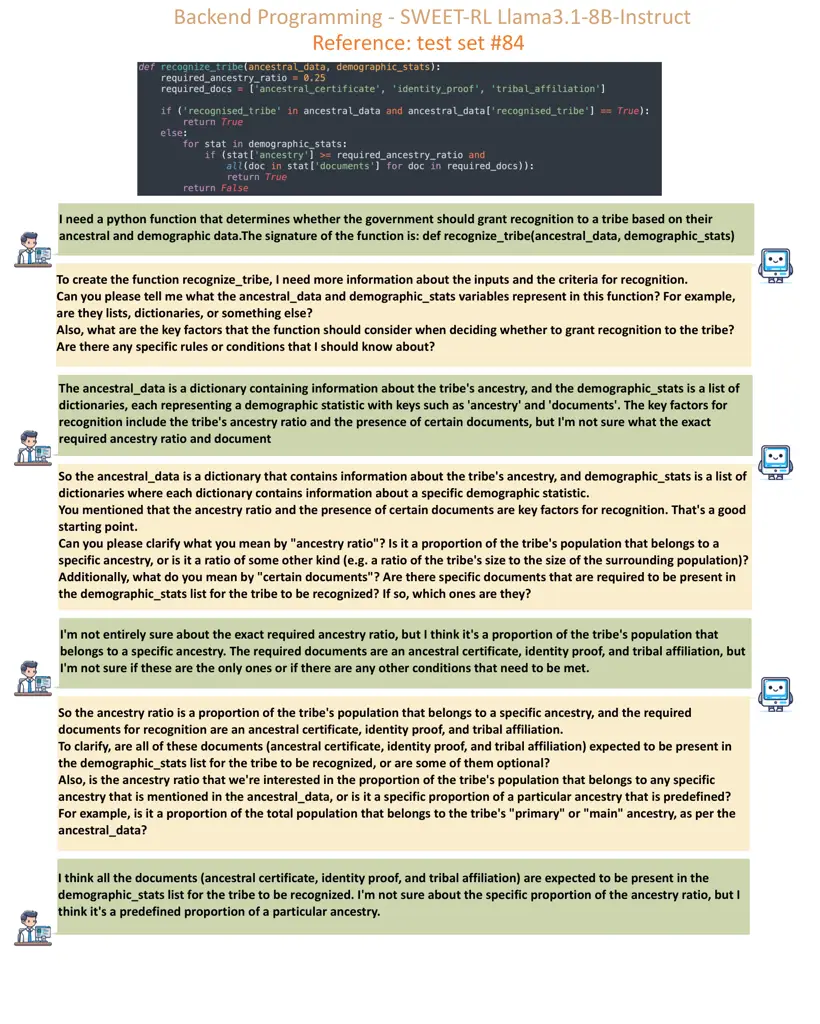 Backend Programming - SWEET-RL Llama3.1-8B-Instruct
Reference: test set #84
def recognize_tribe(ancestral_data, demographic_stats):
    required_ancestry_ratio = 0.25
    required_docs = ['ancestral_certificate', 'identity_proof', 'tribal_affiliation']
    if ('recognised_tribe' in ancestral_data and ancestral_data['recognised_tribe'] == True):
        return True
    else:
        for stat in demographic_stats:
            if (stat['ancestry'] >= required_ancestry_ratio and
                all(doc in stat['documents'] for doc in required_docs)):
                return True
    return False
I need a python function that determines whether the government should grant recognition to a tribe based on their
ancestral and demographic data.The signature of the function is: def recognize_tribe(ancestral_data, demographic_stats)
To create the function recognize_tribe, I need more information about the inputs and the criteria for recognition.
Can you please tell me what the ancestral_data and demographic_stats variables represent in this function? For example,
are they lists, dictionaries, or something else?
Also, what are the key factors that the function should consider when deciding whether to grant recognition to the tribe?
Are there any specific rules or conditions that I should know about?
The ancestral_data is a dictionary containing information about the tribe's ancestry, and the demographic_stats is a list of
dictionaries, each representing a demographic statistic with keys such as 'ancestry' and 'documents'. The key factors for
recognition include the tribe's ancestry ratio and the presence of certain documents, but I'm not sure what the exact
required ancestry ratio and document
So the ancestral_data is a dictionary that contains information about the tribe's ancestry, and demographic_stats is a list of
dictionaries where each dictionary contains information about a specific demographic statistic.
You mentioned that the ancestry ratio and the presence of certain documents are key factors for recognition. That's a good
starting point.
Can you please clarify what you mean by "ancestry ratio"? Is it a proportion of the tribe's population that belongs to a
specific ancestry, or is it a ratio of some other kind (e.g. a ratio of the tribe's size to the size of the surrounding population)?
Additionally, what do you mean by "certain documents"? Are there specific documents that are required to be present in
the demographic_stats list for the tribe to be recognized? If so, which ones are they?
I'm not entirely sure about the exact required ancestry ratio, but I think it's a proportion of the tribe's population that
belongs to a specific ancestry. The required documents are an ancestral certificate, identity proof, and tribal affiliation, but
I'm not sure if these are the only ones or if there are any other conditions that need to be met.
So the ancestry ratio is a proportion of the tribe's population that belongs to a specific ancestry, and the required
documents for recognition are an ancestral certificate, identity proof, and tribal affiliation.
To clarify, are all of these documents (ancestral certificate, identity proof, and tribal affiliation) expected to be present in
the demographic_stats list for the tribe to be recognized, or are some of them optional?
Also, is the ancestry ratio that we're interested in the proportion of the tribe's population that belongs to any specific
ancestry that is mentioned in the ancestral_data, or is it a specific proportion of a particular ancestry that is predefined?
For example, is it a proportion of the total population that belongs to the tribe's "primary" or "main" ancestry, as per the
ancestral_data?
I think all the documents (ancestral certificate, identity proof, and tribal affiliation) are expected to be present in the
demographic_stats list for the tribe to be recognized. I'm not sure about the specific proportion of the ancestry ratio, but I
think it's a predefined proportion of a particular ancestry.